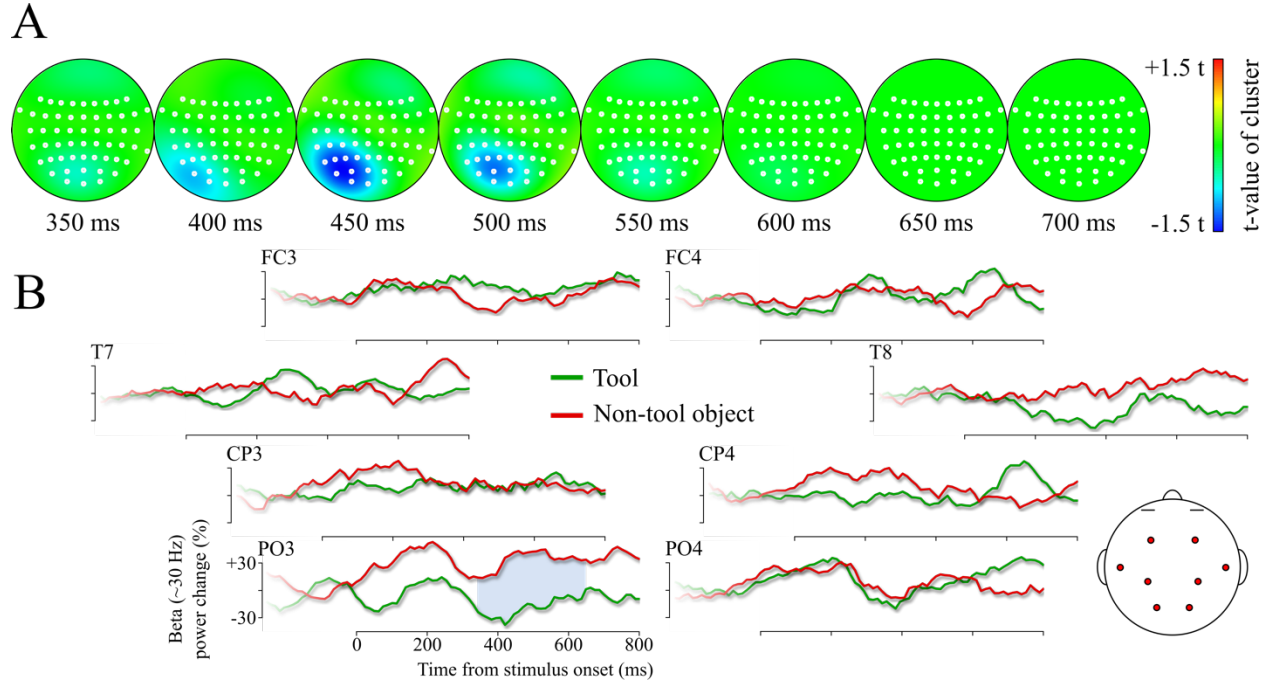 A
+1.5 t
-1.5 t
t-value of cluster
350 ms
400 ms
450 ms
500 ms
550 ms
600 ms
650 ms
700 ms
B
FC3
FC4
T7
T8
Tool
Non-tool object
CP3
CP4
PO3
PO4
Beta (~30 Hz)
power change (%)
+30
-30
0
200
400
600
800
Time from stimulus onset (ms)